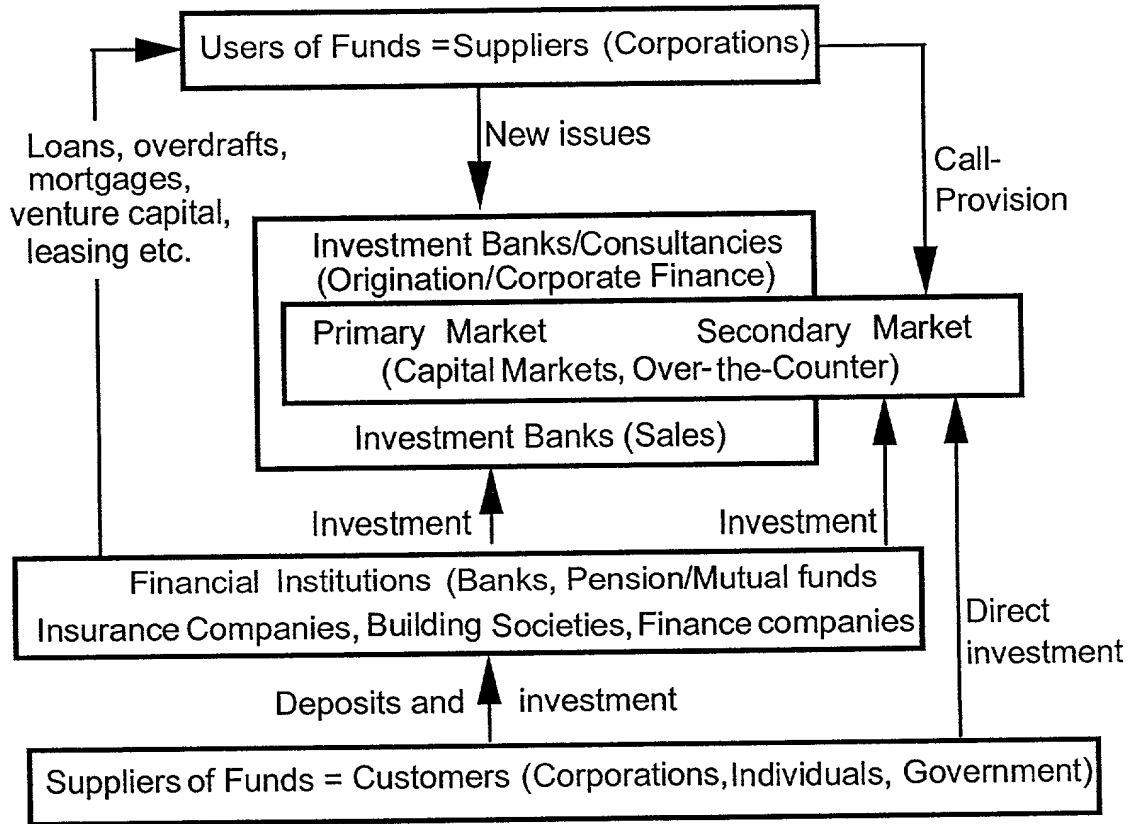 Users of Funds =Suppliers (Corporations)
New issues
Loans, overdrafts,
mortgages,
venture capital,
leasing etc.
Call-
Provision
Investment Banks/Consultancies
(Origination/Corporate Finance)
Primary Market Secondary Market
(Capital Markets, Over-the-Counter)
Investment Banks (Sales)
Investment Investment
Financial Institutions (Banks, Pension/Mutual funds
Insurance Companies, Building Societies, Finance companies
Direct
investment
Deposits and investment
Suppliers of Funds = Customers (Corporations, Individuals, Government)